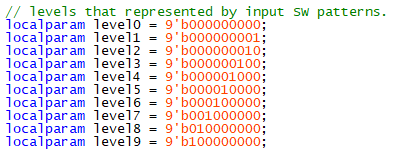 // levels that represented by input SW patterns.
localparam level0 = 9'b000000000;
localparam level1 = 9'b000000001;
localparam level2 = 9'b000000010;
localparam level3 = 9'b000000100;
localparam level4 = 9'b000001000;
localparam level5 = 9'b000010000;
localparam level6 = 9'b000100000;
localparam level7 = 9'b001000000;
localparam level8 = 9'b010000000;
localparam level9 = 9'b100000000;